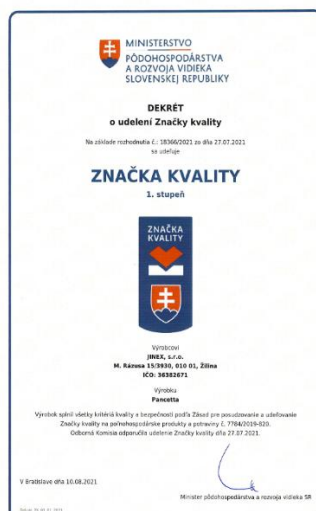 MINISTERSTVO
PÔDOHOSPODÁRSTVA
A ROZVOJA VIDIEKA
SLOVENSKEJ REPUBLIKY
DEKRÉT
o udelení Značky kvality
Na základe rozhodnutia č.: 18366/2021 zo dňa 27.07.2021
sa udeľuje
ZNAČKA KVALITY
1. stupeň
ZNAČKA
KVALITY
Výrobcovi
JINEX, s.r.o.
M. Rázusa 15/3930, 010 01, Žilina
IČO: 36382671
Výrobku
Pancetta
Výrobok splnil všetky kritériá kvality a bezpečnosti podľa Zásad pre posudzovanie a udeľovanie
Značky kvality na poľnohospodárske produkty a potraviny č. 7784/2019-820.
Odborná Komisia odporučila udelenie Značky kvality dňa 27.07.2021.
V Bratislave dňa 10.08.2021
Minister pôdohospodárstva a rozvoja vidieka SR